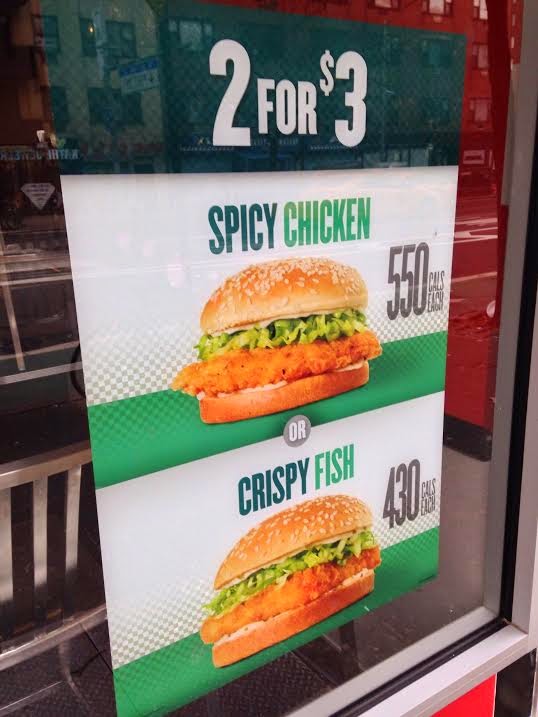 2 FOR $3
SPICY CHICKEN
550 CALS EACH
OR
CRISPY FISH
430 CALS EACH